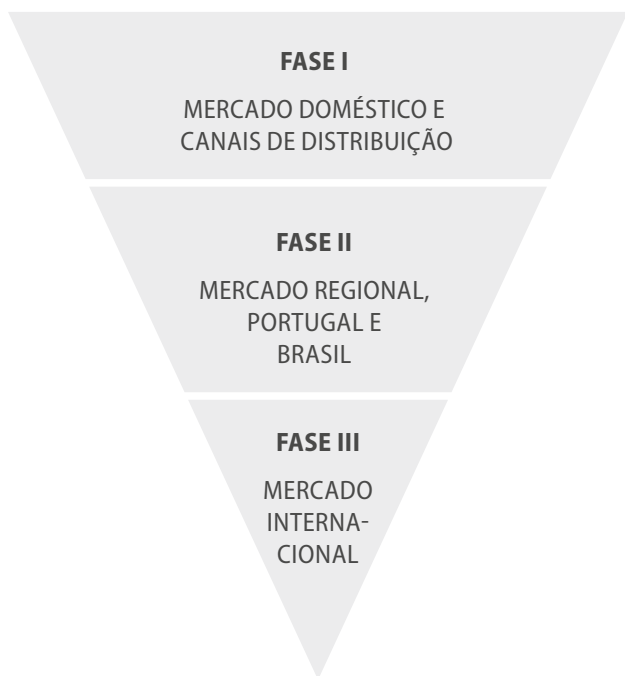 FASE I
MERCADO DOMÉSTICO E
CANAIS DE DISTRIBUIÇÃO
FASE II
MERCADO REGIONAL,
PORTUGAL E
BRASIL
FASE III
MERCADO
INTERNA-
CIONAL